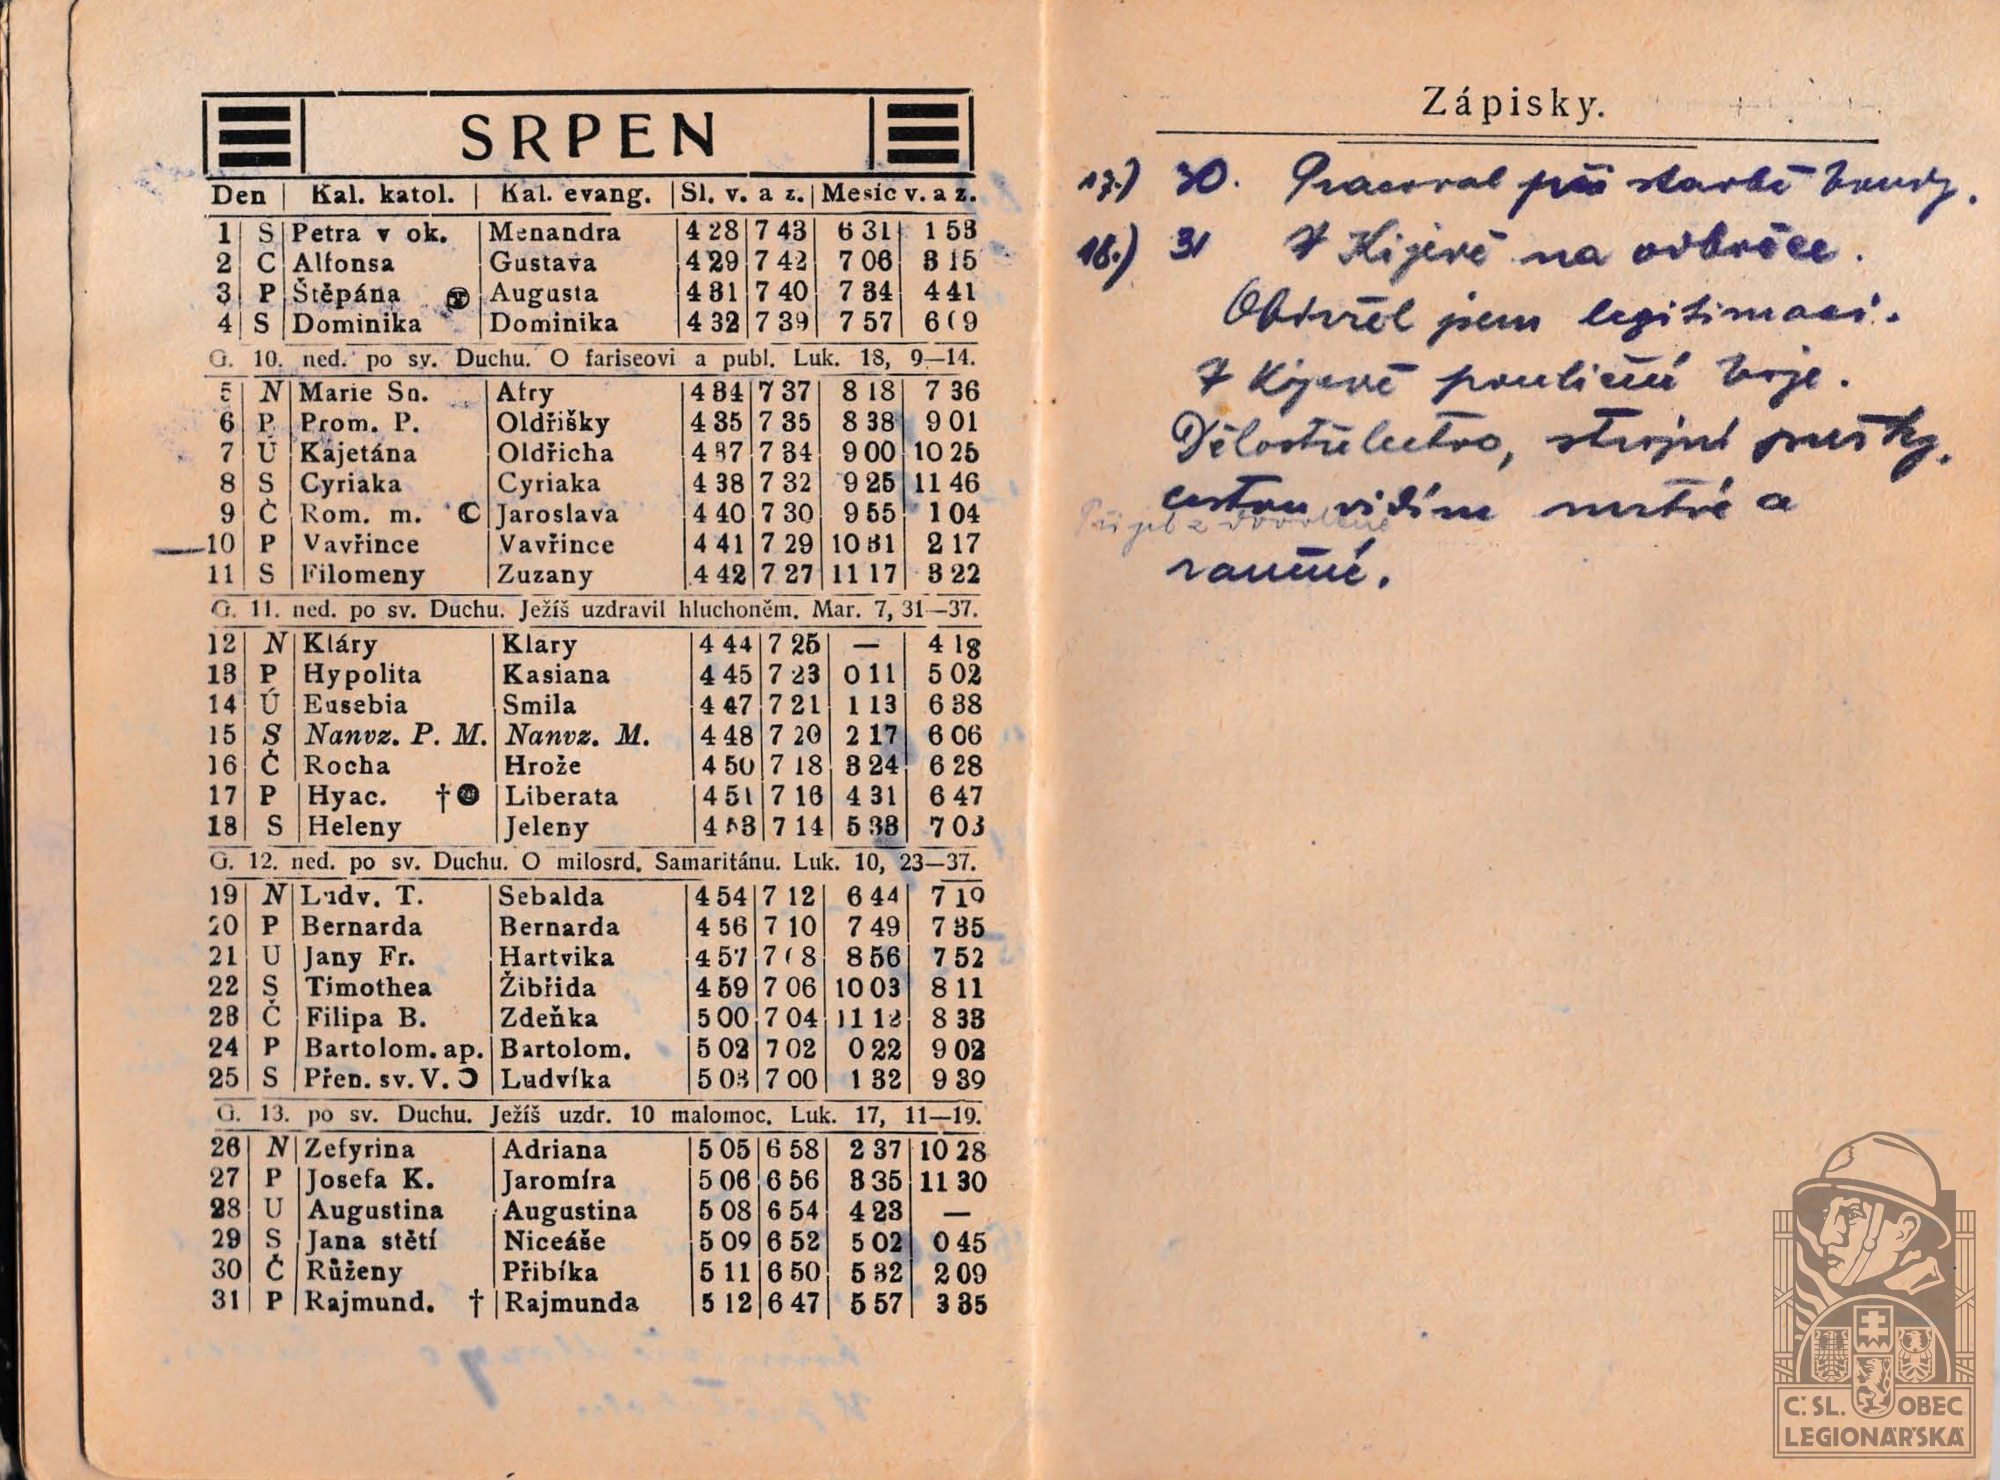 SRPEN
Den | Kal. katol. | Kal. evang. | Sl. v. a z. | Mesic v. a z.
1 S Petra v ok. Menandra 4 28 7 43 6 31 1 53
2 C Alfonsa Gustava 4 29 7 42 7 06 3 15
3 P Štěpána Augusta 4 31 7 40 7 34 4 41
4 S Dominika Dominika 4 32 7 39 7 57 6 09
G. 10. ned. po sv. Duchu. O fariseovi a publ. Luk. 18, 9—14.
5 N Marie Sn. Afry 4 34 7 37 8 18 7 36
6 P Prom. P. Oldřišky 4 35 7 35 8 38 9 01
7 Ú Kajetána Oldřicha 4 37 7 34 9 00 10 25
8 S Cyriaka Cyriaka 4 38 7 32 9 25 11 46
9 Č Rom. m. Jaroslava 4 40 7 30 9 55 1 04
10 P Vavřince Vavřince 4 41 7 29 10 31 2 17
11 S Filomeny Zuzany 4 42 7 27 11 17 3 22
G. 11. ned. po sv. Duchu. Ježíš uzdravil hluchoněm. Mar. 7, 31—37.
12 N Kláry Klary 4 44 7 25 — 4 18
13 P Hypolita Kasiana 4 45 7 23 0 11 5 02
14 Ú Eusebia Smila 4 47 7 21 1 13 5 38
15 S Nanvz. P. M. Nanvz. M. 4 48 7 20 2 17 6 06
16 Č Rocha Hrože 4 50 7 18 3 24 6 28
17 P Hyac. † Liberata 4 51 7 16 4 31 6 47
18 S Heleny Jeleny 4 53 7 14 5 38 7 03
G. 12. ned. po sv. Duchu. O milosrd. Samaritánu. Luk. 10, 23—37.
19 N Ludv. T. Sebalda 4 54 7 12 6 44 7 19
20 P Bernarda Bernarda 4 56 7 10 7 49 7 35
21 U Jany Fr. Hartvika 4 57 7 08 8 56 7 52
22 S Timothea Žibřida 4 59 7 06 10 03 8 11
23 Č Filipa B. Zdeňka 5 00 7 04 11 12 8 33
24 P Bartolom. ap. Bartolom. 5 02 7 02 0 22 9 02
25 S Přen. sv. V. Ludvíka 5 03 7 00 1 32 9 39
G. 13. po sv. Duchu. Ježíš uzdr. 10 malomoc. Luk. 17, 11—19.
26 N Zefyrina Adriana 5 05 6 58 2 37 10 28
27 P Josefa K. Jaromíra 5 06 6 56 3 35 11 30
28 U Augustina Augustina 5 08 6 54 4 23 —
29 S Jana stětí Niceáše 5 09 6 52 5 02 0 45
30 Č Růženy Přibíka 5 11 6 50 5 32 2 09
31 P Rajmund. † Rajmunda 5 12 6 47 5 57 3 35
Zápisky.
17.) 30. Pracoval při stavbě boudy.
18.) 31 V Kijevě na odbočce.
Obdržel jsem legitimaci.
V Kijevě pouliční boje.
Dělostřelectvo, strojní pušky,
cestou vidíme mrtvé a
raněné.
Č. SL. OBEC
LEGIONÁŘSKÁ